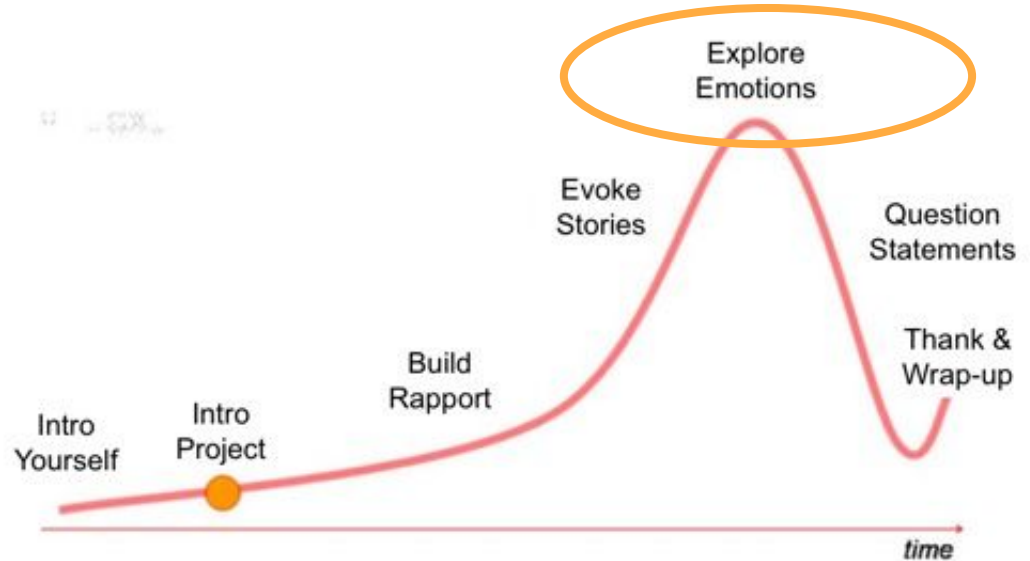 Explore
Emotions
Evoke
Stories
Question
Statements
Build
Rapport
Thank &
Wrap-up
Intro
Yourself
Intro
Project
time